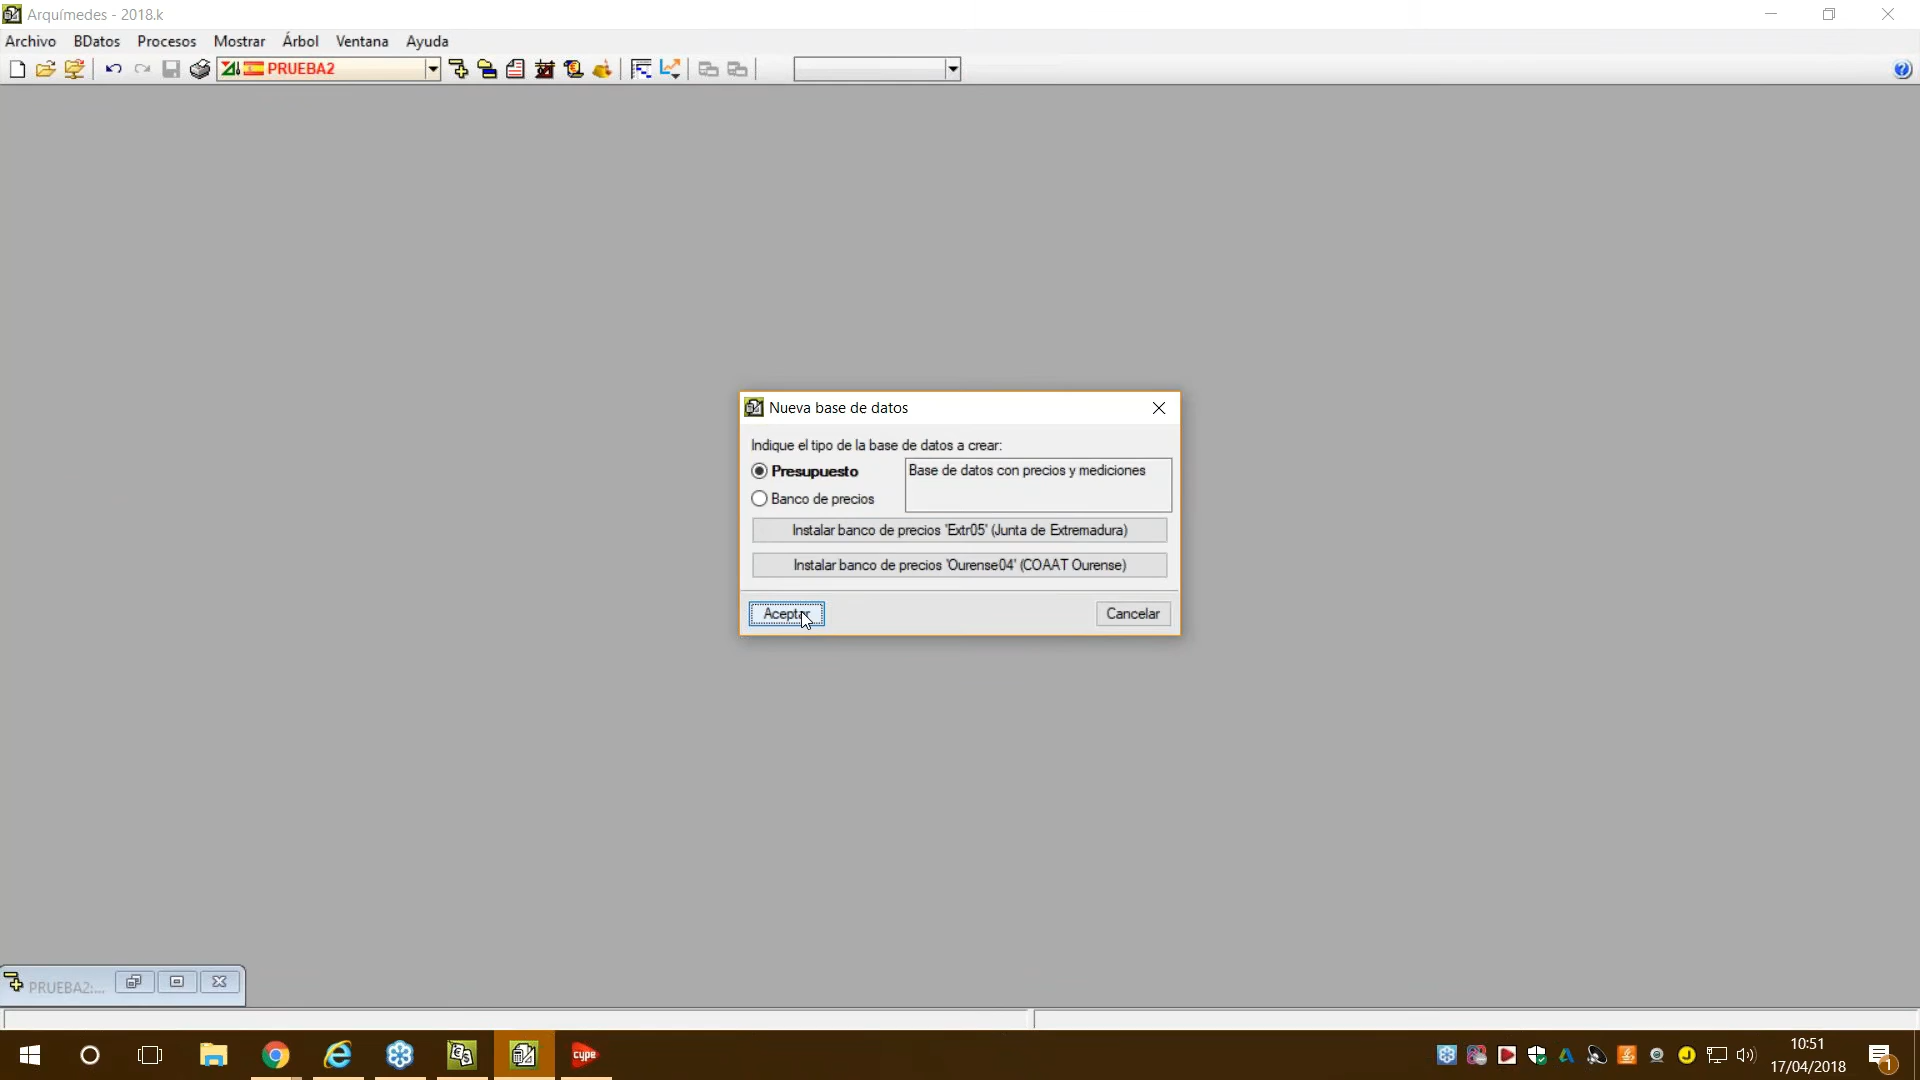 Arquímedes - 2018.k
Archivo BDatos Procesos Mostrar Árbol Ventana Ayuda
PRUEBA2
Nueva base de datos
Indique el tipo de la base de datos a crear:
Presupuesto
Base de datos con precios y mediciones
Banco de precios
Instalar banco de precios 'Extr05' (Junta de Extremadura)
Instalar banco de precios 'Ourense04' (COAAT Ourense)
Aceptar
Cancelar
PRUEBA2:...
cype
10:51
17/04/2018
1